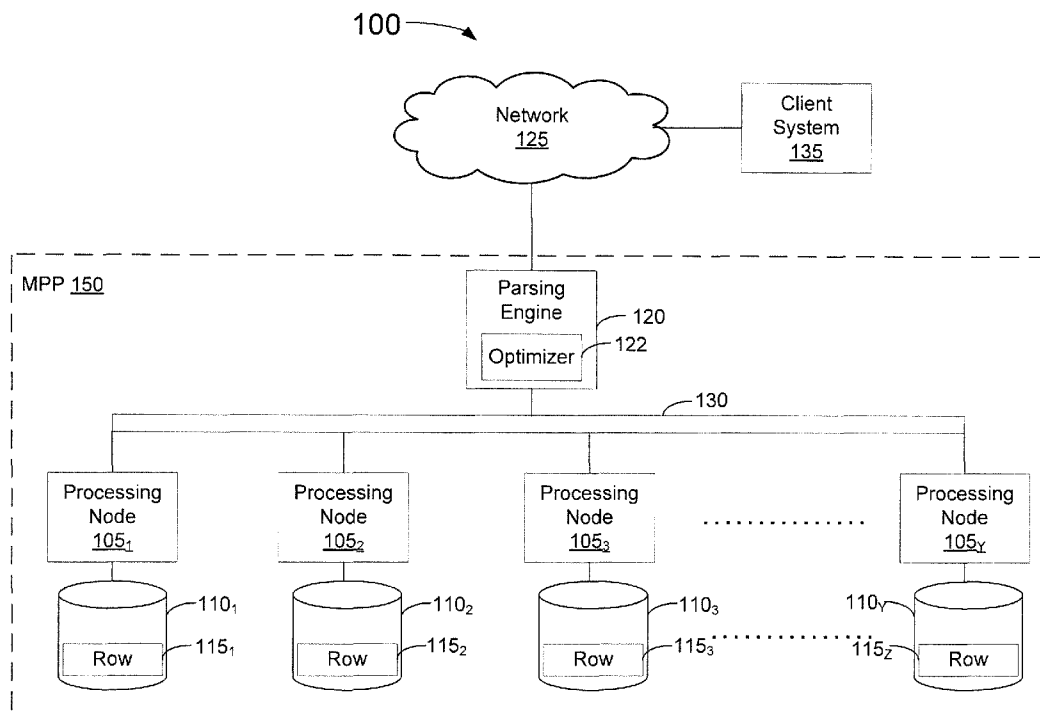 100
Network
125
Client
System
135
MPP 150
Parsing
Engine
120
122
Optimizer
130
Processing
Node
105₁
Processing
Node
105₂
Processing
Node
105₃
Processing
Node
105Y
110₁
110₂
110₃
110Y
Row
115₁
Row
115₂
Row
115₃
115Z
Row